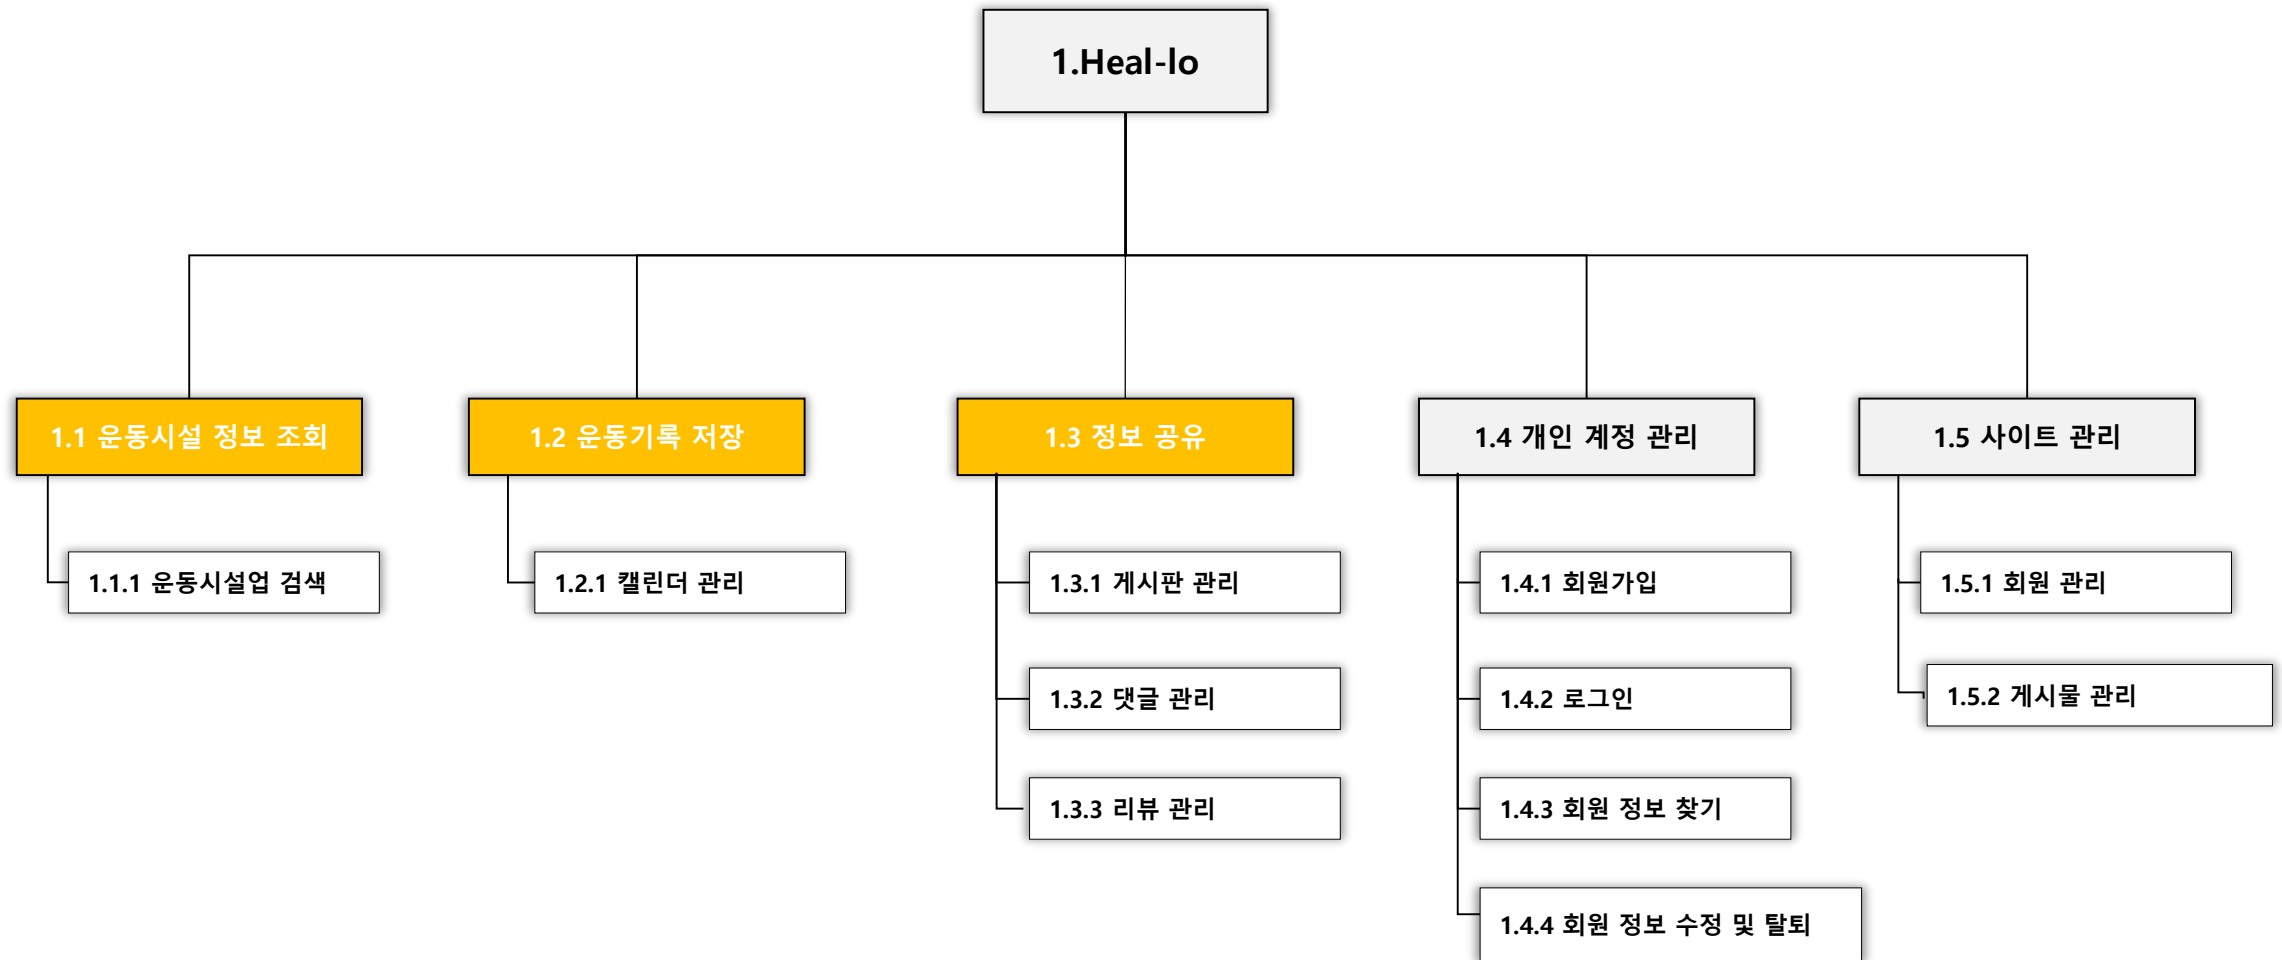 1.Heal-lo
1.1 운동시설 정보 조회
1.2 운동기록 저장
1.3 정보 공유
1.4 개인 계정 관리
1.5 사이트 관리
1.1.1 운동시설업 검색
1.2.1 캘린더 관리
1.3.1 게시판 관리
1.4.1 회원가입
1.5.1 회원 관리
1.3.2 댓글 관리
1.4.2 로그인
1.5.2 게시물 관리
1.3.3 리뷰 관리
1.4.3 회원 정보 찾기
1.4.4 회원 정보 수정 및 탈퇴